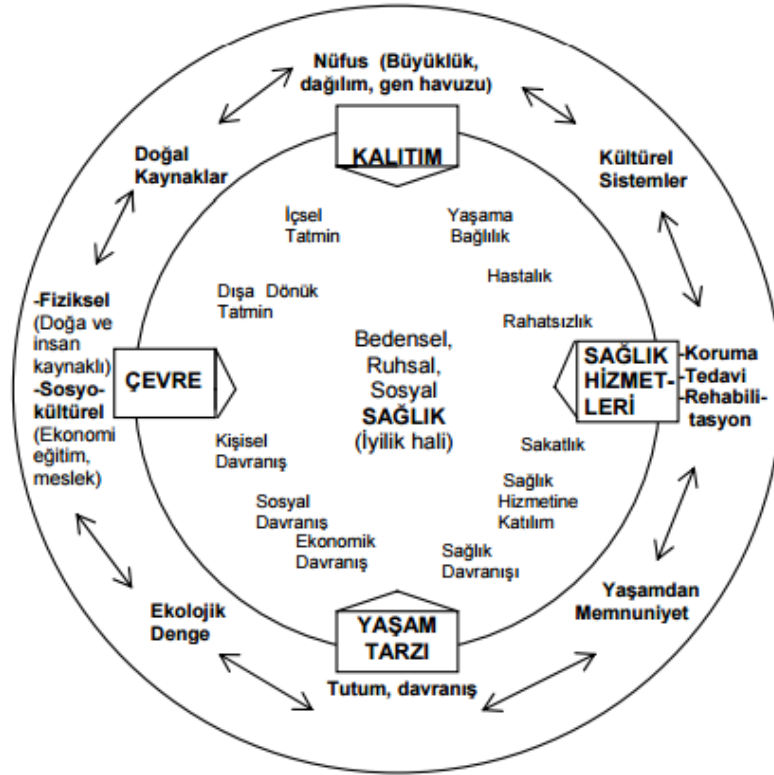 Nüfus (Büyüklük,
dağılım, gen havuzu)
KALITIM
Doğal
Kaynaklar
Kültürel
Sistemler
İçsel
Tatmin
Yaşama
Bağlılık
Hastalık
Dışa Dönük
Tatmin
Rahatsızlık
-Fiziksel
(Doğa ve
insan
kaynaklı)
-Sosyo-
kültürel
(Ekonomi
eğitim,
meslek)
ÇEVRE
Bedensel,
Ruhsal,
Sosyal
SAĞLIK
(İyilik hali)
SAĞLIK
HİZMET-
LERİ
-Koruma
-Tedavi
-Rehabili-
tasyon
Kişisel
Davranış
Sakatlık
Sosyal
Davranış
Sağlık
Hizmetine
Katılım
Ekonomik
Davranış
Sağlık
Davranışı
Ekolojik
Denge
Yaşamdan
Memnuniyet
YAŞAM
TARZI
Tutum, davranış